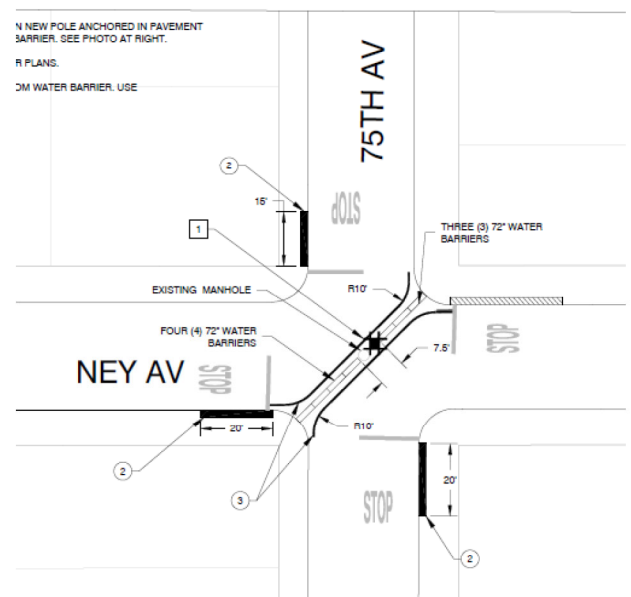 N NEW POLE ANCHORED IN PAVEMENT
BARRIER. SEE PHOTO AT RIGHT.
R PLANS.
OM WATER BARRIER. USE
75TH AV
2
15'
STOP
1
THREE (3) 72" WATER
BARRIERS
EXISTING MANHOLE
R10'
FOUR (4) 72" WATER
BARRIERS
7.5'
STOP
NEY AV
STOP
20'
R10'
2
3
STOP
20'
2